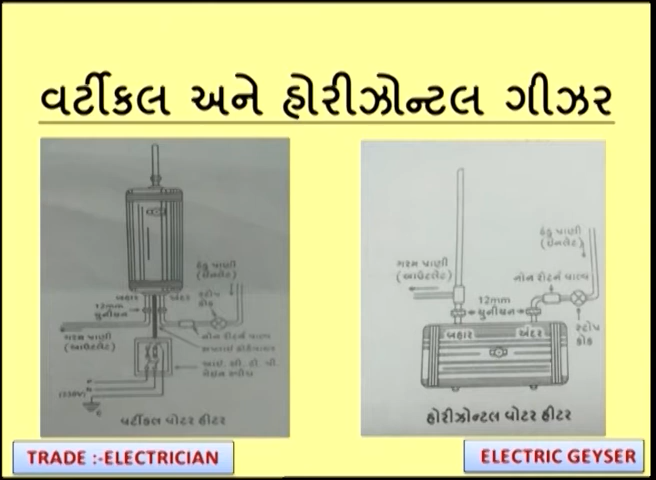 વર્ટીકલ અને હોરીઝોન્ટલ ગીઝર
ઠંડુ પાણી
(ઈનલેટ)
બહાર અંદર
12mm
યુનીયન
સ્ટોપ
કોક
ગરમ પાણી
(આઉટલેટ)
નોન રીટર્ન વાલ્વ
આઈ. સી. ડી. પી.
(230V)
વર્ટીકલ વોટર હીટર
ઠંડુ પાણી
(ઈનલેટ)
ગરમ પાણી
(આઉટલેટ)
નોન રીટર્ન વાલ્વ
12mm
યુનીયન
સ્ટોપ
કોક
બહાર અંદર
હોરીઝોન્ટલ વોટર હીટર
TRADE :-ELECTRICIAN
ELECTRIC GEYSER